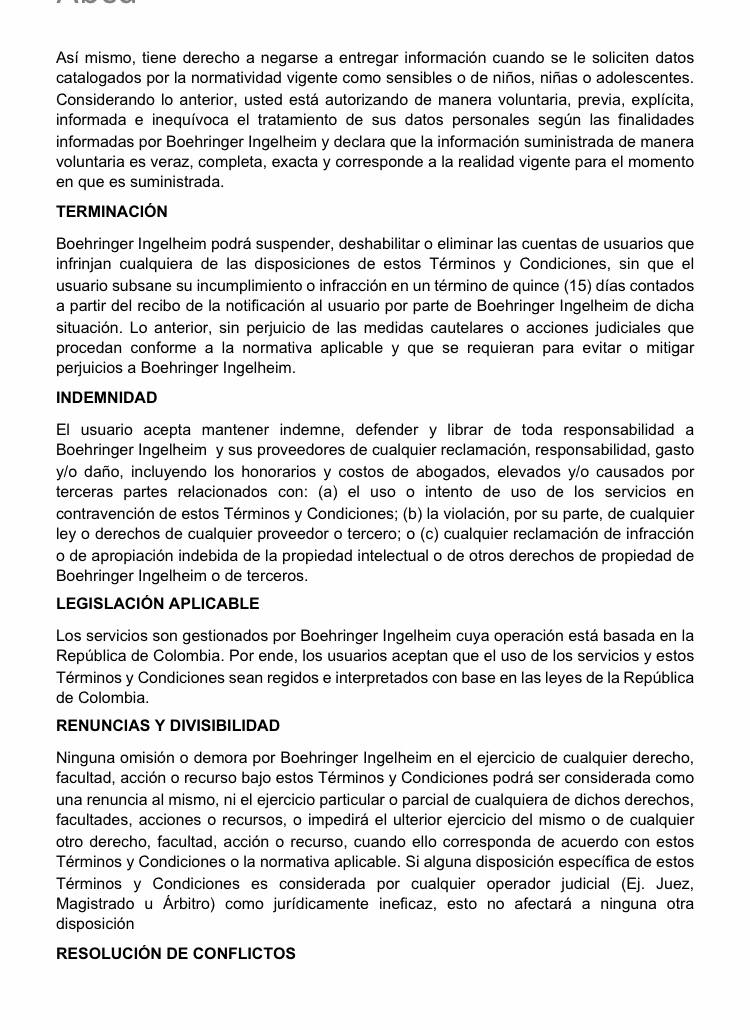 Así mismo, tiene derecho a negarse a entregar información cuando se le soliciten datos
catalogados por la normatividad vigente como sensibles o de niños, niñas o adolescentes.
Considerando lo anterior, usted está autorizando de manera voluntaria, previa, explícita,
informada e inequívoca el tratamiento de sus datos personales según las finalidades
informadas por Boehringer Ingelheim y declara que la información suministrada de manera
voluntaria es veraz, completa, exacta y corresponde a la realidad vigente para el momento
en que es suministrada.
TERMINACIÓN
Boehringer Ingelheim podrá suspender, deshabilitar o eliminar las cuentas de usuarios que
infrinjan cualquiera de las disposiciones de estos Términos y Condiciones, sin que el
usuario subsane su incumplimiento o infracción en un término de quince (15) días contados
a partir del recibo de la notificación al usuario por parte de Boehringer Ingelheim de dicha
situación. Lo anterior, sin perjuicio de las medidas cautelares o acciones judiciales que
procedan conforme a la normativa aplicable y que se requieran para evitar o mitigar
perjuicios a Boehringer Ingelheim.
INDEMNIDAD
El usuario acepta mantener indemne, defender y librar de toda responsabilidad a
Boehringer Ingelheim y sus proveedores de cualquier reclamación, responsabilidad, gasto
y/o daño, incluyendo los honorarios y costos de abogados, elevados y/o causados por
terceras partes relacionados con: (a) el uso o intento de uso de los servicios en
contravención de estos Términos y Condiciones; (b) la violación, por su parte, de cualquier
ley o derechos de cualquier proveedor o tercero; o (c) cualquier reclamación de infracción
o de apropiación indebida de la propiedad intelectual o de otros derechos de propiedad de
Boehringer Ingelheim o de terceros.
LEGISLACIÓN APLICABLE
Los servicios son gestionados por Boehringer Ingelheim cuya operación está basada en la
República de Colombia. Por ende, los usuarios aceptan que el uso de los servicios y estos
Términos y Condiciones sean regidos e interpretados con base en las leyes de la República
de Colombia.
RENUNCIAS Y DIVISIBILIDAD
Ninguna omisión o demora por Boehringer Ingelheim en el ejercicio de cualquier derecho,
facultad, acción o recurso bajo estos Términos y Condiciones podrá ser considerada como
una renuncia al mismo, ni el ejercicio particular o parcial de cualquiera de dichos derechos,
facultades, acciones o recursos, o impedirá el ulterior ejercicio del mismo o de cualquier
otro derecho, facultad, acción o recurso, cuando ello corresponda de acuerdo con estos
Términos y Condiciones o la normativa aplicable. Si alguna disposición específica de estos
Términos y Condiciones es considerada por cualquier operador judicial (Ej. Juez,
Magistrado u Árbitro) como jurídicamente ineficaz, esto no afectará a ninguna otra
disposición
RESOLUCIÓN DE CONFLICTOS